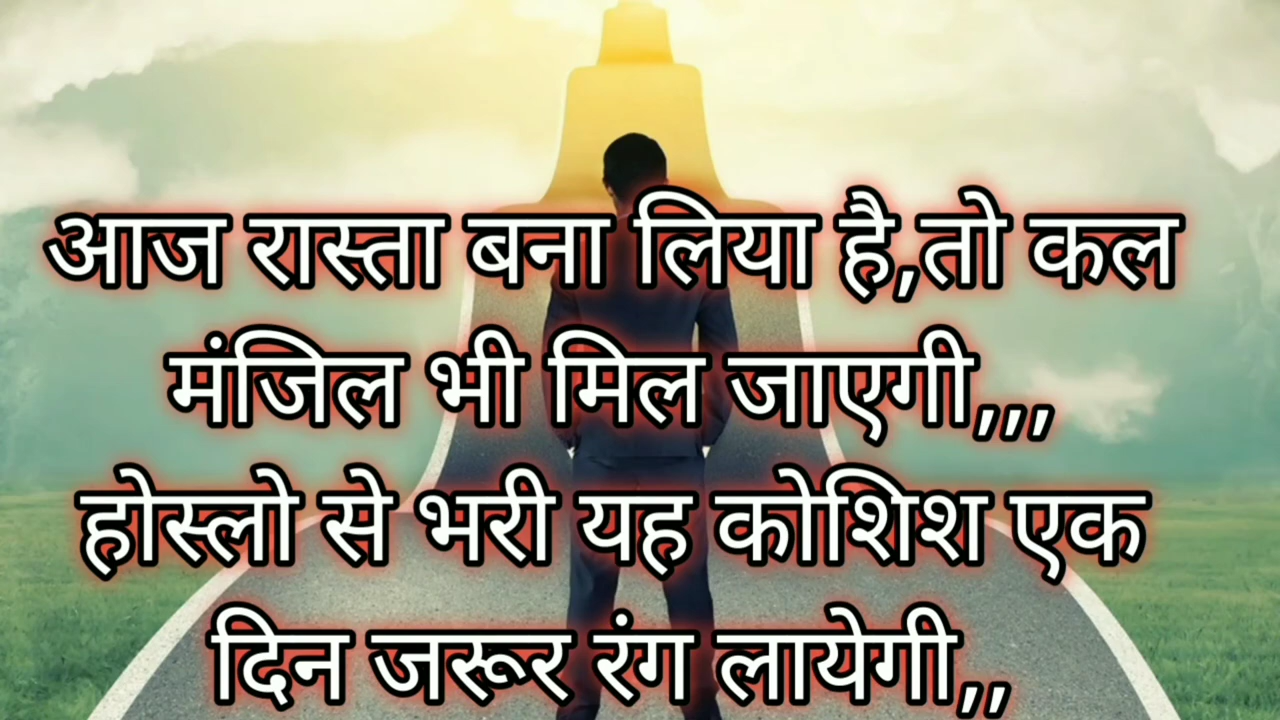 आज रास्ता बना लिया है,तो कल
मंजिल भी मिल जाएगी,,,
होस्लो से भरी यह कोशिश एक
दिन जरूर रंग लायेगी,,